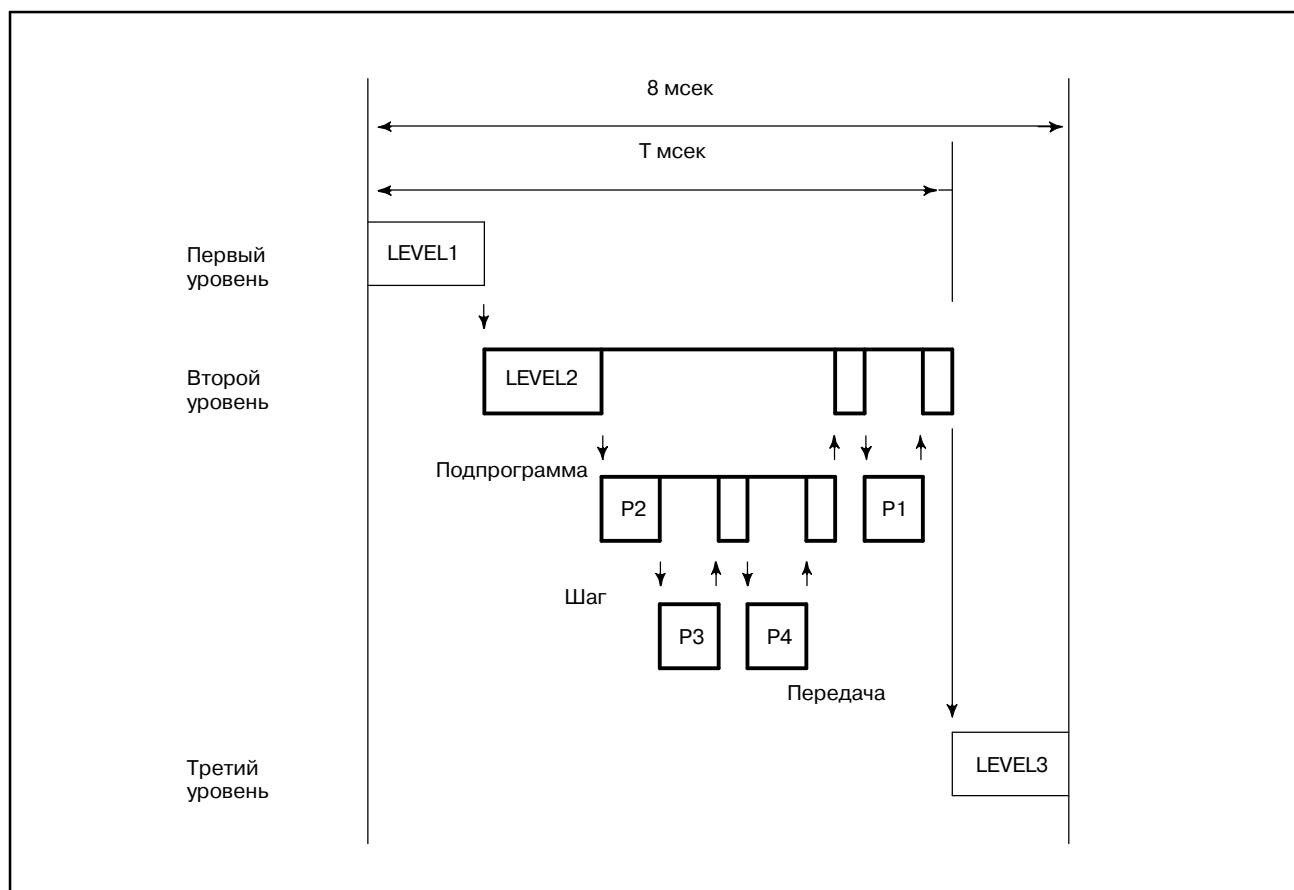 8 мсек
Т мсек
LEVEL1
Первый
уровень
LEVEL2
Второй
уровень
Подпрограмма
P2
P1
Шаг
P3
P4
Передача
LEVEL3
Третий
уровень